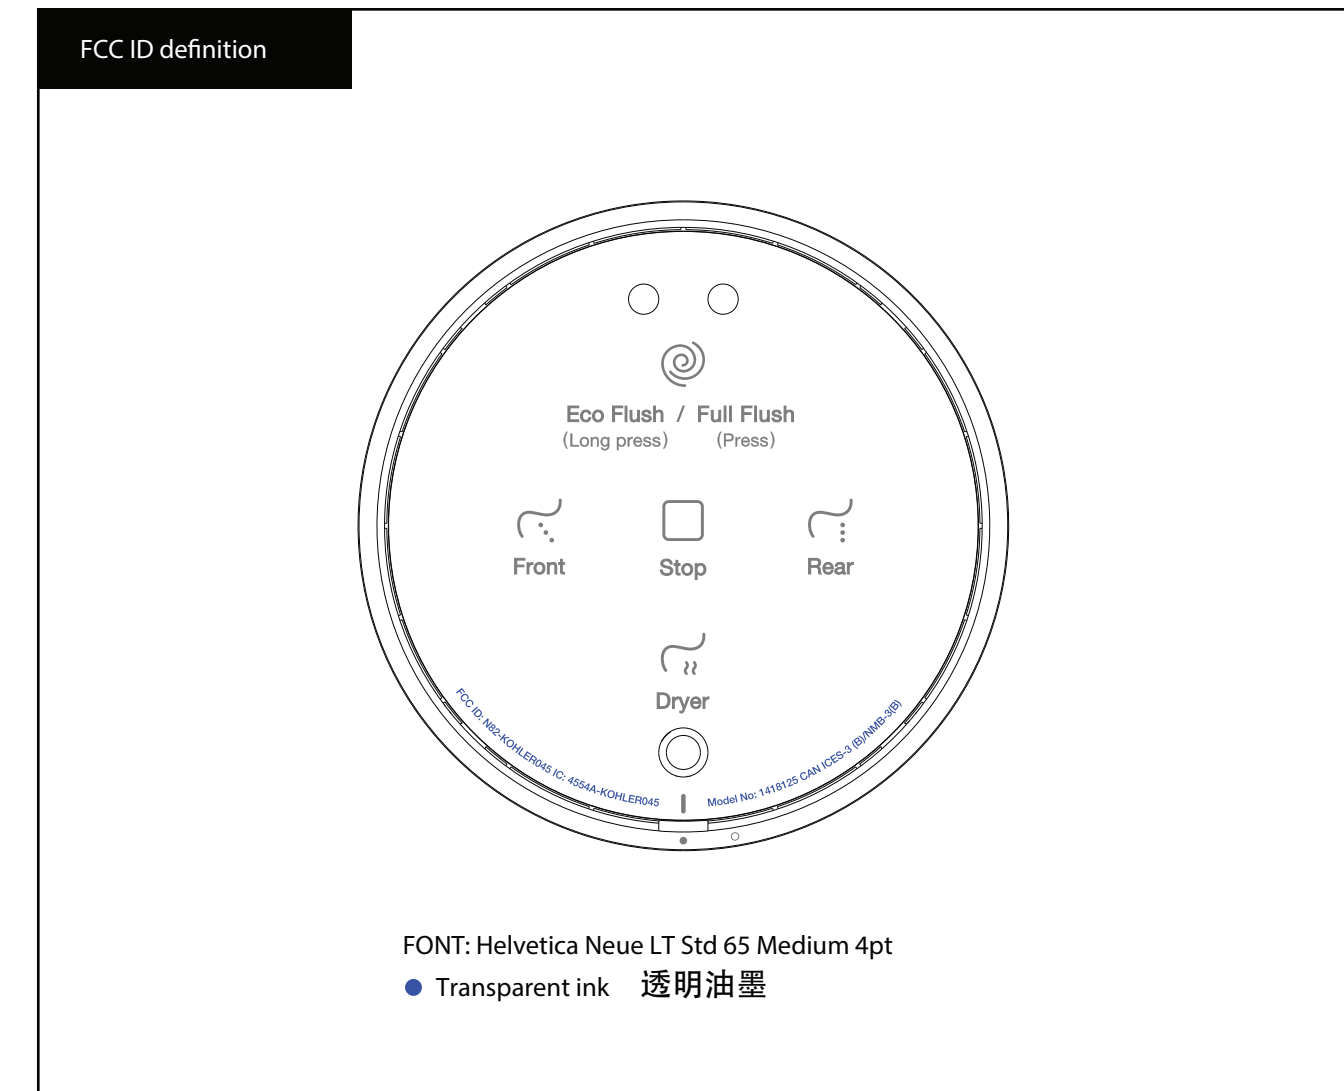 FCC ID definition
Eco Flush / Full Flush
(Long press) (Press)
Front Stop Rear
Dryer
FCC ID: N82-KOHLER045 IC: 4554A-KOHLER045
Model No: 1418125 CAN ICES-3 (B)/NMB-3(B)
FONT: Helvetica Neue LT Std 65 Medium 4pt
Transparent ink 透明油墨